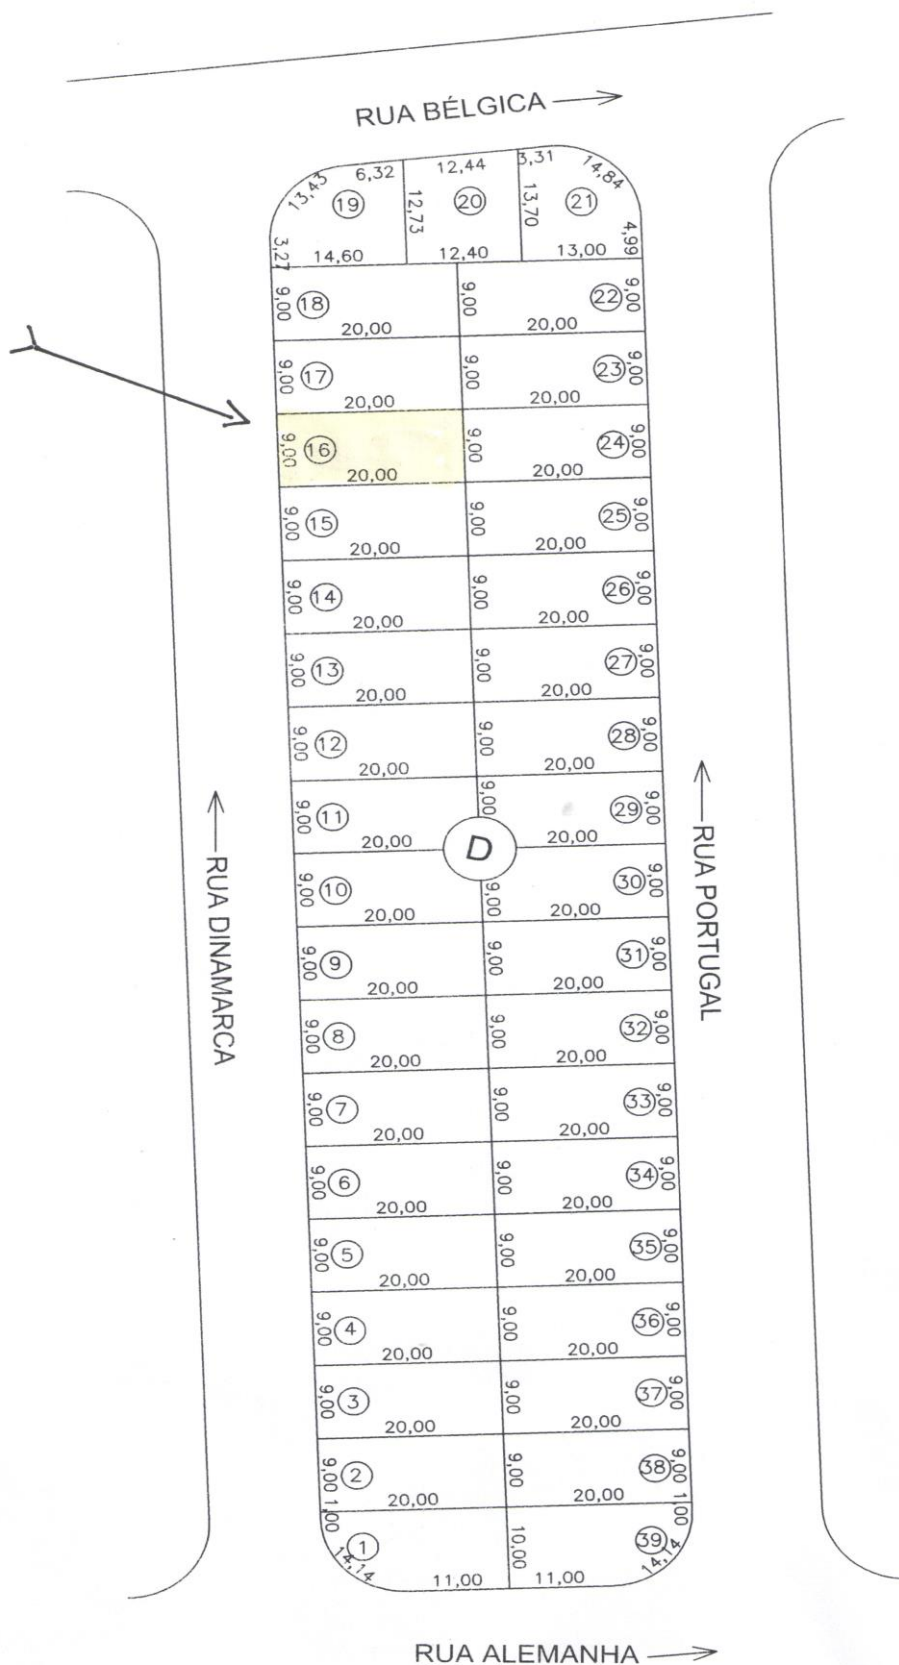 RUA BÉLGICA
13,43 6,32 12,44 3,31 14,84
19 12,73 20 13,70 21
3,27 14,60 12,40 13,00 4,99
9,00 18 9,00 22 9,00
20,00 20,00
9,00 17 9,00 23 9,00
20,00 20,00
9,00 16 9,00 24 9,00
20,00 20,00
9,00 15 9,00 25 9,00
20,00 20,00
9,00 14 9,00 26 9,00
20,00 20,00
9,00 13 9,00 27 9,00
20,00 20,00
9,00 12 9,00 28 9,00
20,00 20,00
9,00 11 9,00 29 9,00
20,00 20,00
D
9,00 10 9,00 30 9,00
20,00 20,00
9,00 9 9,00 31 9,00
20,00 20,00
9,00 8 9,00 32 9,00
20,00 20,00
9,00 7 9,00 33 9,00
20,00 20,00
9,00 6 9,00 34 9,00
20,00 20,00
9,00 5 9,00 35 9,00
20,00 20,00
9,00 4 9,00 36 9,00
20,00 20,00
9,00 3 9,00 37 9,00
20,00 20,00
9,00 2 9,00 38 9,00
20,00 20,00
1,00 1 10,00 39 1,00
14,14 11,00 11,00 14,14
RUA DINAMARCA
RUA PORTUGAL
RUA ALEMANHA